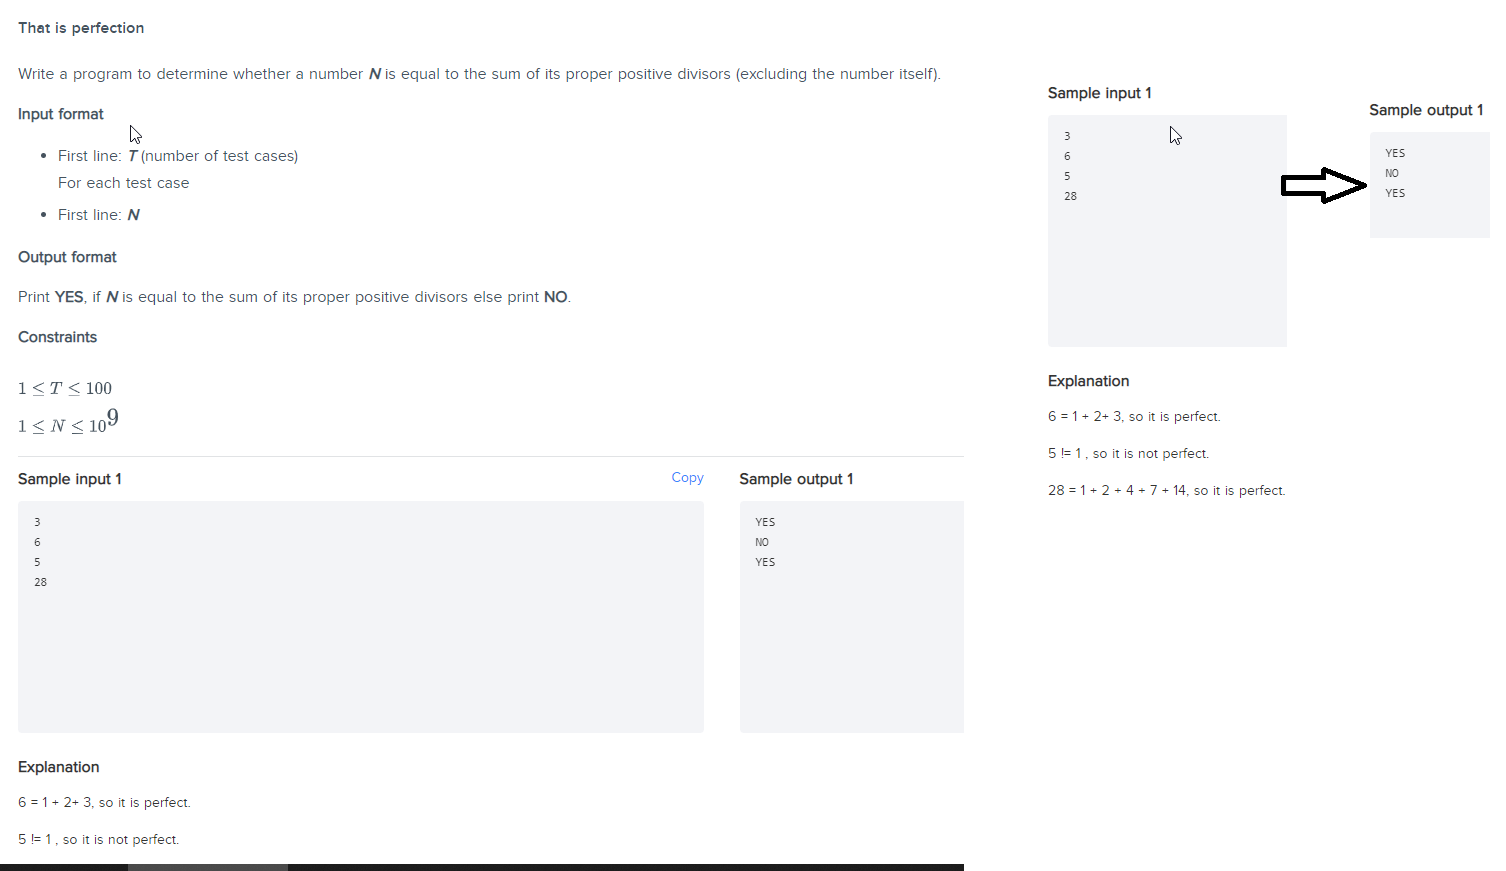 That is perfection
Write a program to determine whether a number N is equal to the sum of its proper positive divisors (excluding the number itself).
Input format
First line: T (number of test cases)
For each test case
First line: N
Output format
Print YES, if N is equal to the sum of its proper positive divisors else print NO.
Constraints
1 ≤ T ≤ 100
1 ≤ N ≤ 10^9
Sample input 1
Copy
3
6
5
28
Sample output 1
YES
NO
YES
Explanation
6 = 1 + 2+ 3, so it is perfect.
5 != 1 , so it is not perfect.
Sample input 1
3
6
5
28
Sample output 1
YES
NO
YES
Explanation
6 = 1 + 2+ 3, so it is perfect.
5 != 1 , so it is not perfect.
28 = 1 + 2 + 4 + 7 + 14, so it is perfect.